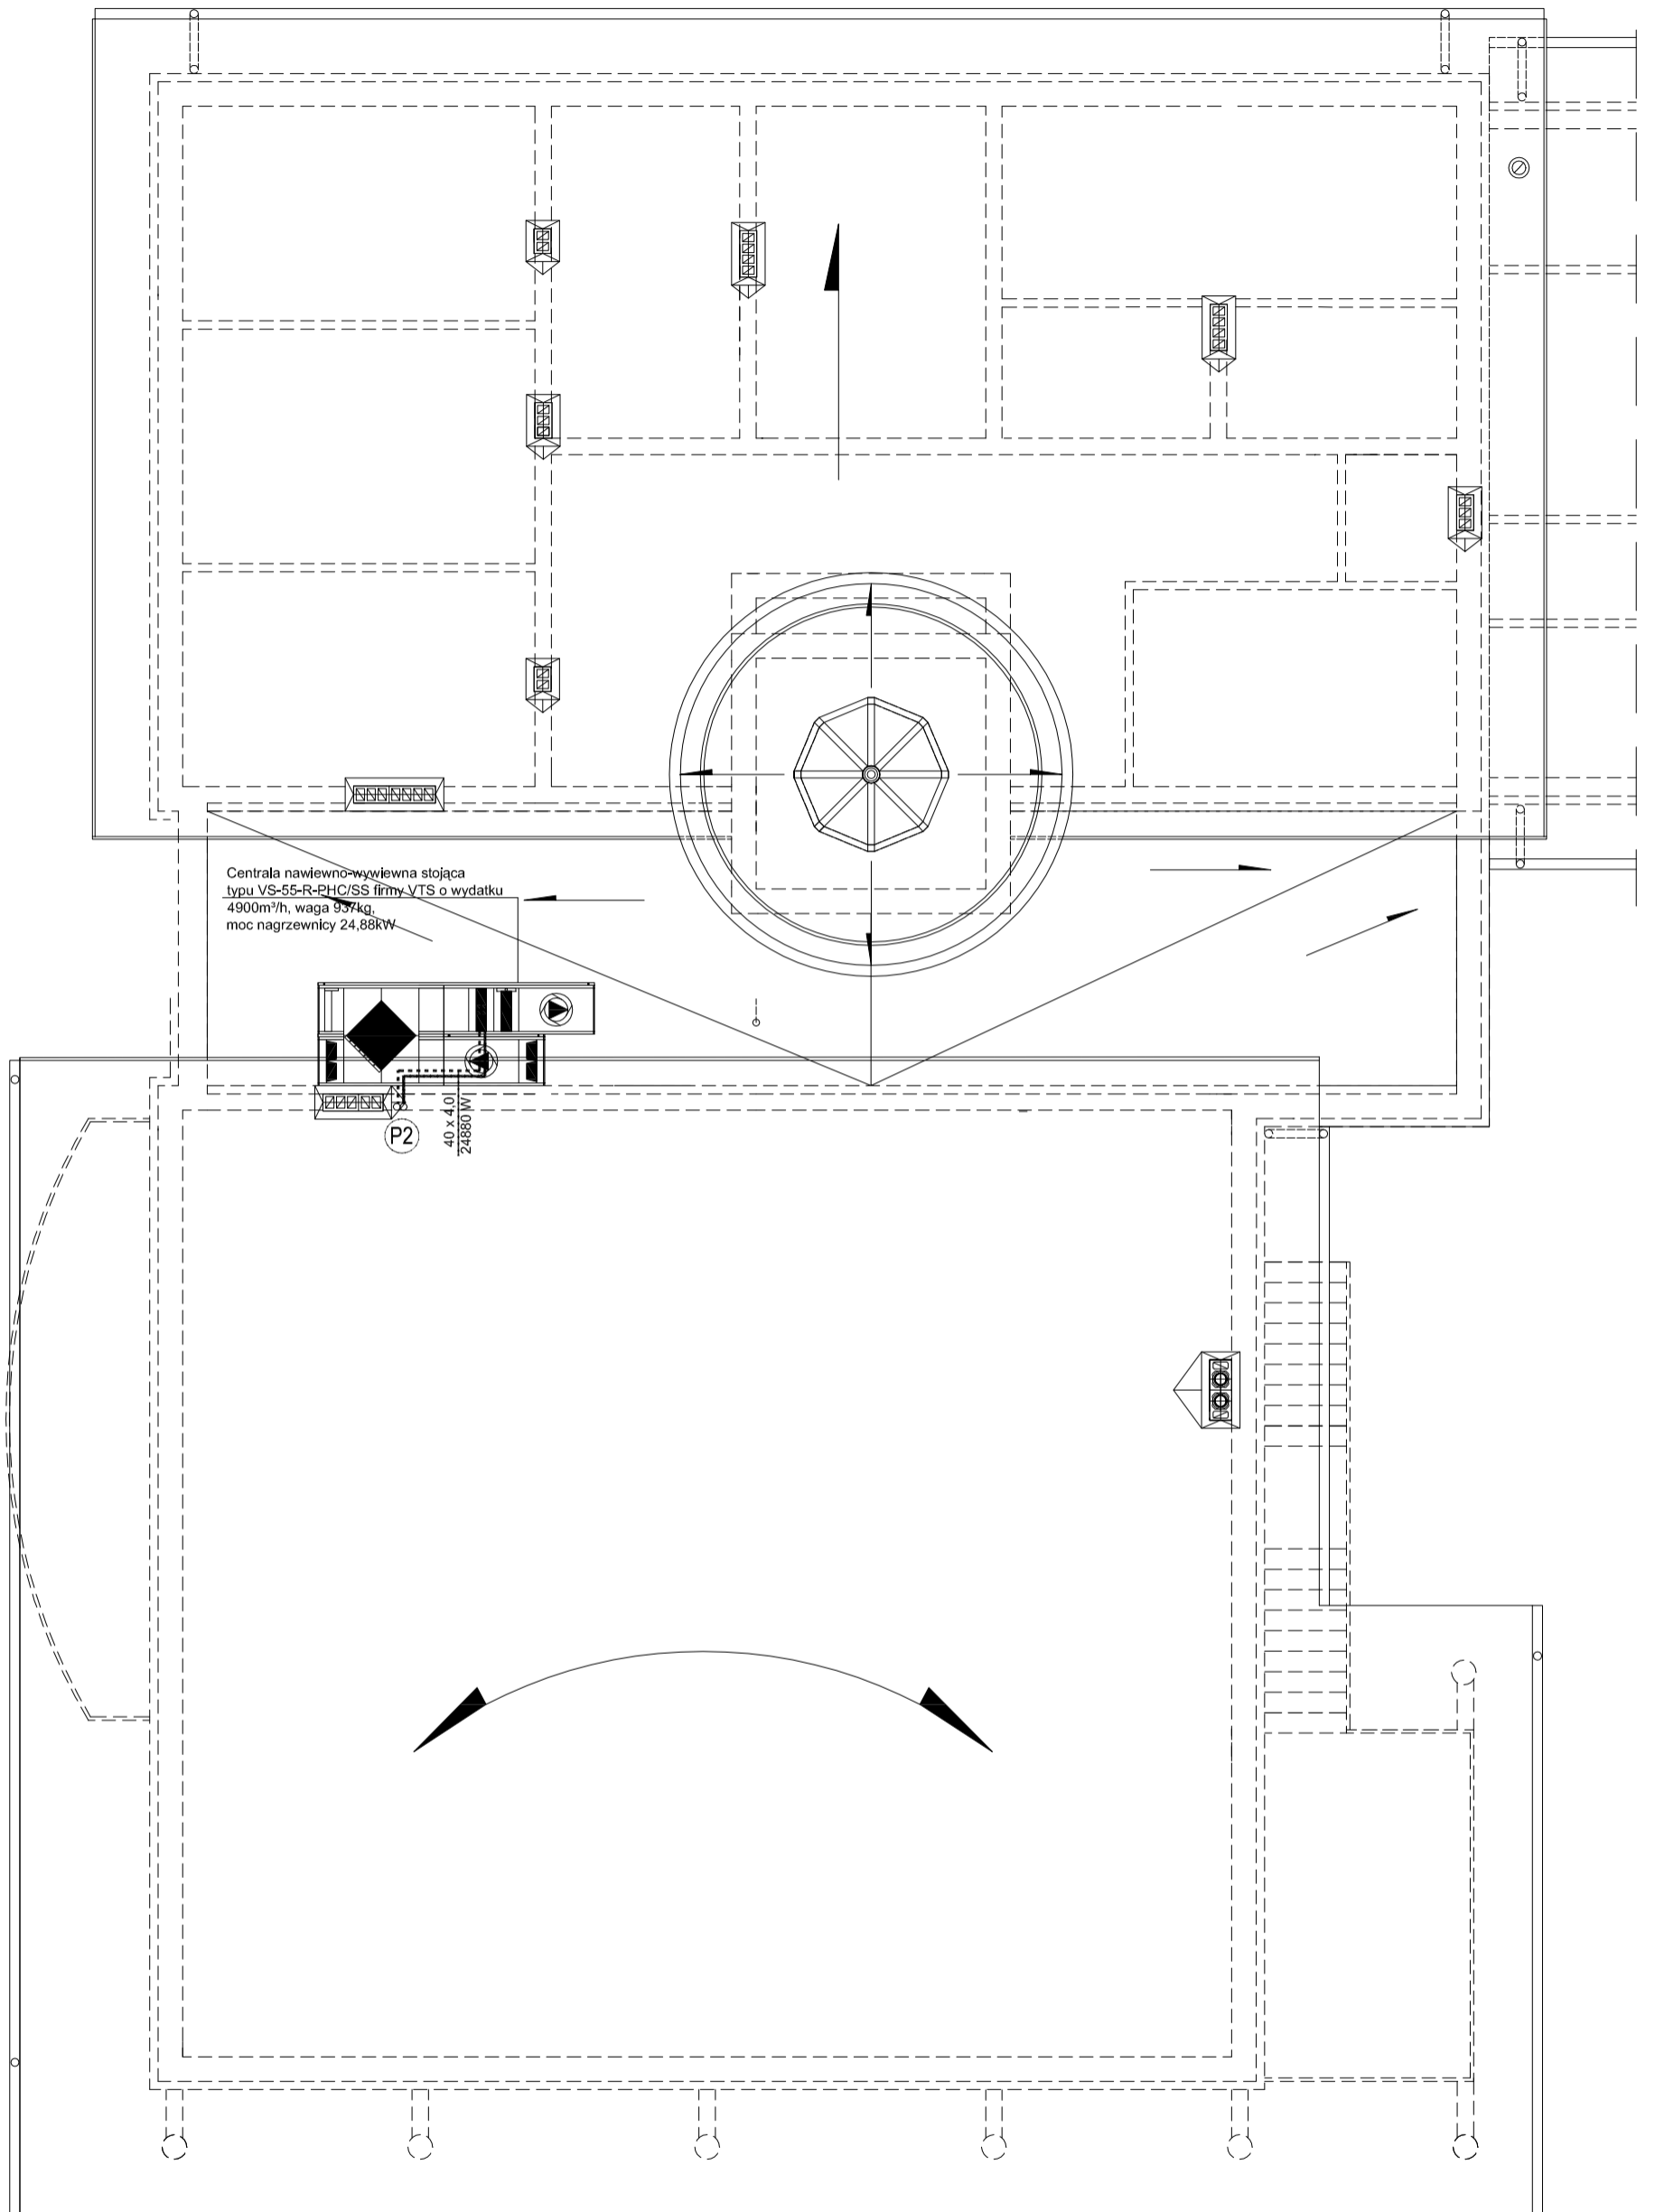 Centrala nawiewno-wywiewna stojąca
typu VS-55-R-PHC/SS firmy VTS o wydatku
4900m³/h, waga 937kg,
moc nagrzewnicy 24,88kW
P2
40 x 4,0
24880 W